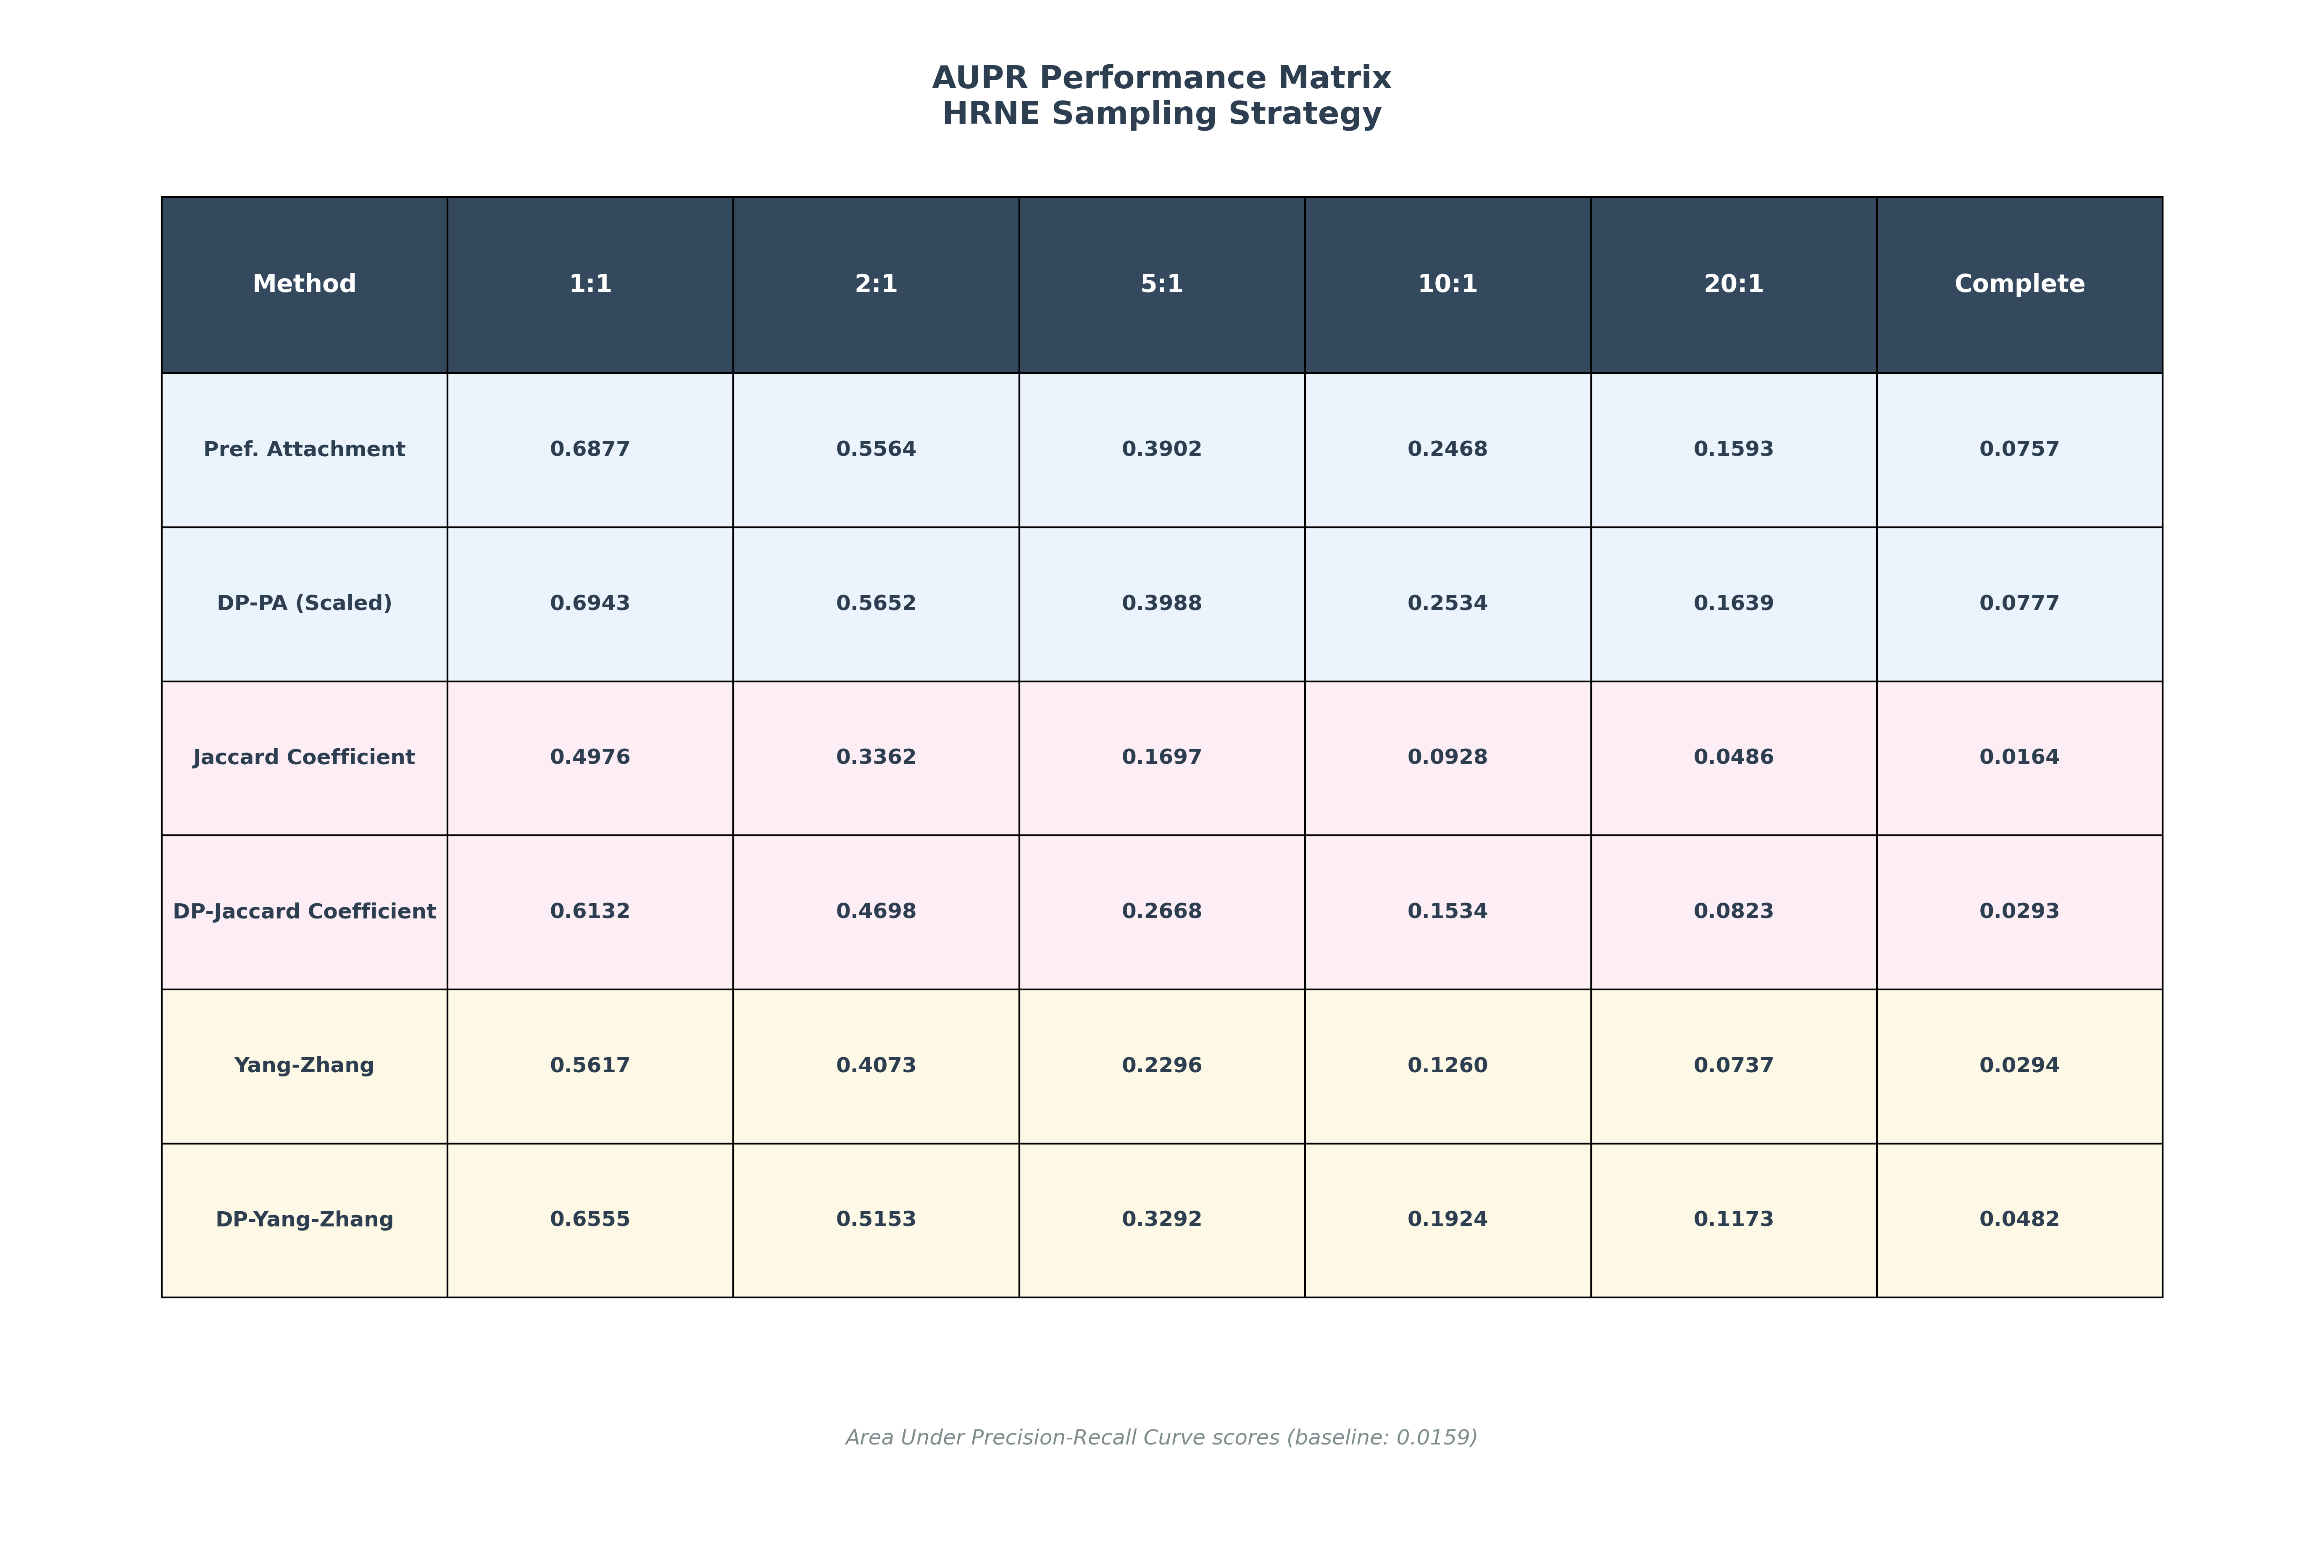 AUPR Performance Matrix
HRNE Sampling Strategy
Method 1:1 2:1 5:1 10:1 20:1 Complete
Pref. Attachment 0.6877 0.5564 0.3902 0.2468 0.1593 0.0757
DP-PA (Scaled) 0.6943 0.5652 0.3988 0.2534 0.1639 0.0777
Jaccard Coefficient 0.4976 0.3362 0.1697 0.0928 0.0486 0.0164
DP-Jaccard Coefficient 0.6132 0.4698 0.2668 0.1534 0.0823 0.0293
Yang-Zhang 0.5617 0.4073 0.2296 0.1260 0.0737 0.0294
DP-Yang-Zhang 0.6555 0.5153 0.3292 0.1924 0.1173 0.0482
Area Under Precision-Recall Curve scores (baseline: 0.0159)